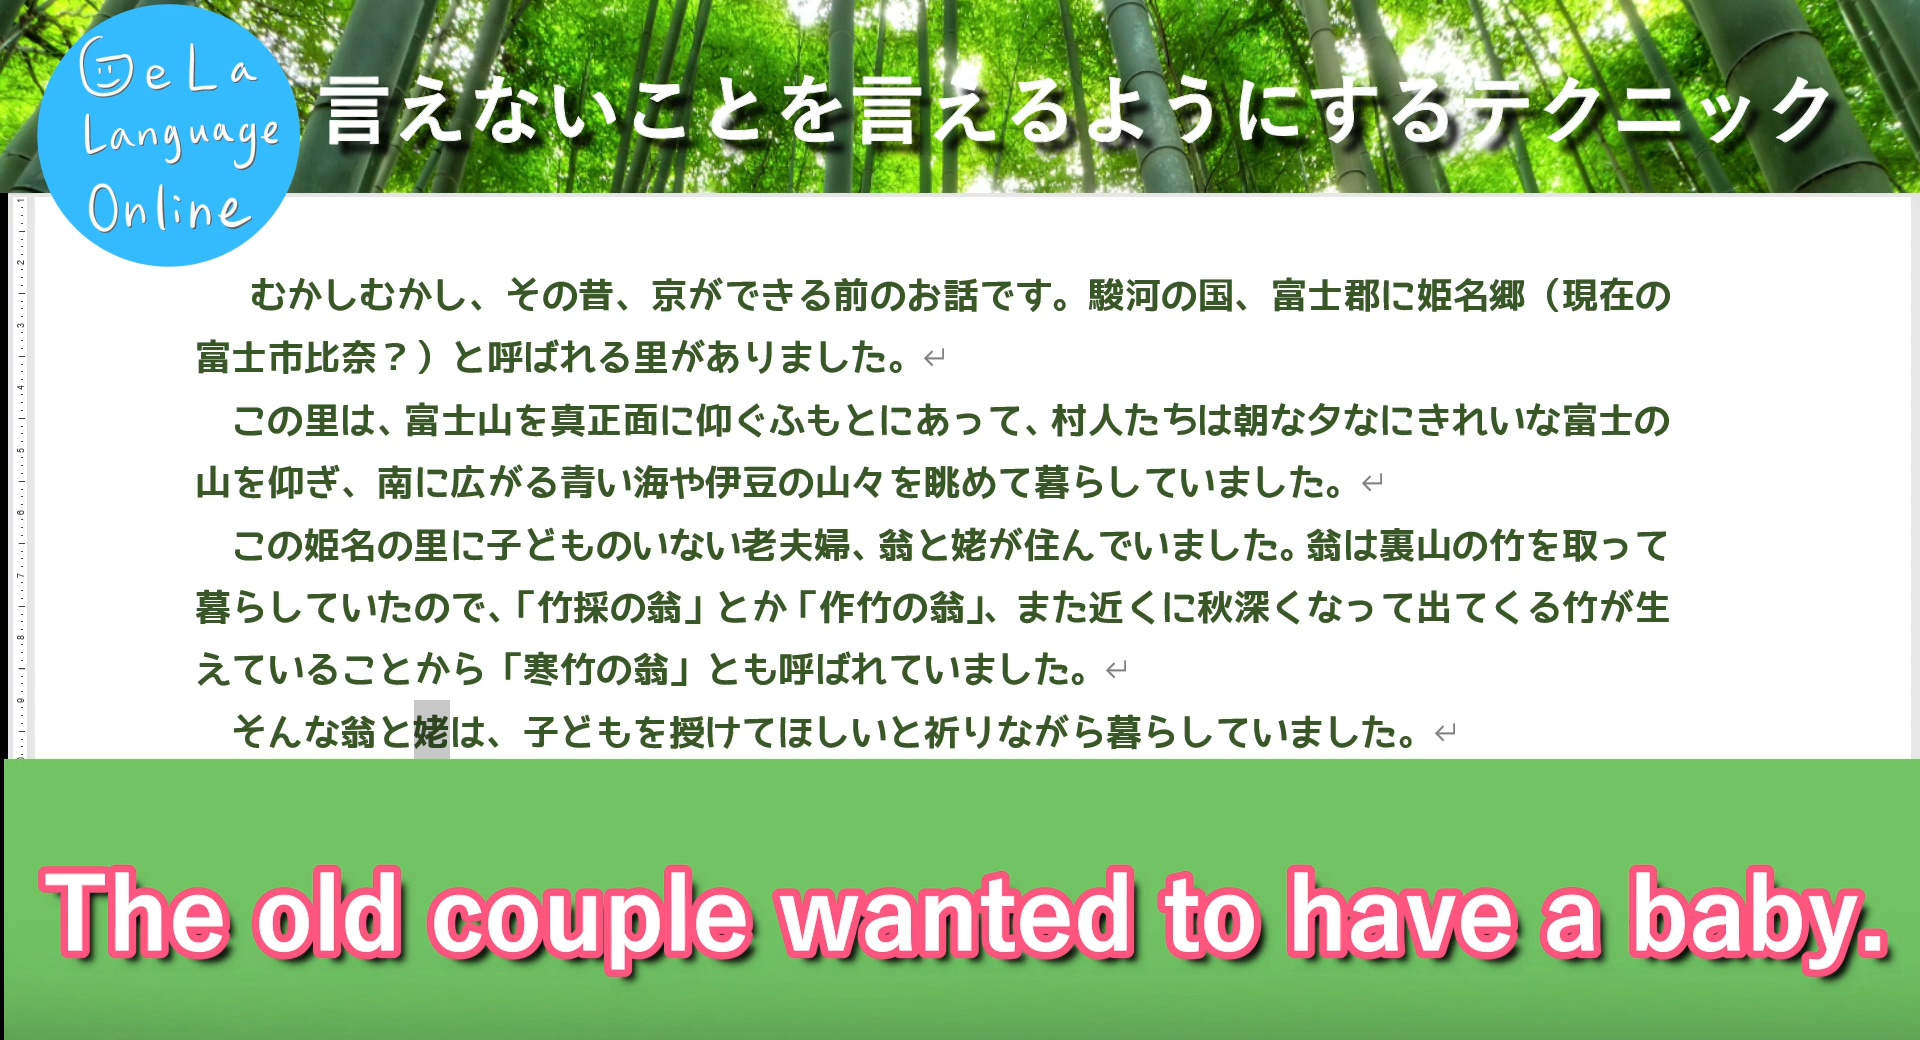 DeLa
Language
Online
言えないことを言えるようにするテクニック
むかしむかし、その昔、京ができる前のお話です。駿河の国、富士郡に姫名郷（現在の
富士市比奈？）と呼ばれる里がありました。
この里は、富士山を真正面に仰ぐふもとにあって、村人たちは朝な夕なにきれいな富士の
山を仰ぎ、南に広がる青い海や伊豆の山々を眺めて暮らしていました。
この姫名の里に子どものいない老夫婦、翁と姥が住んでいました。翁は裏山の竹を取って
暮らしていたので、「竹採の翁」とか「作竹の翁」、また近くに秋深くなって出てくる竹が生
えていることから「寒竹の翁」とも呼ばれていました。
そんな翁と姥は、子どもを授けてほしいと祈りながら暮らしていました。
The old couple wanted to have a baby.